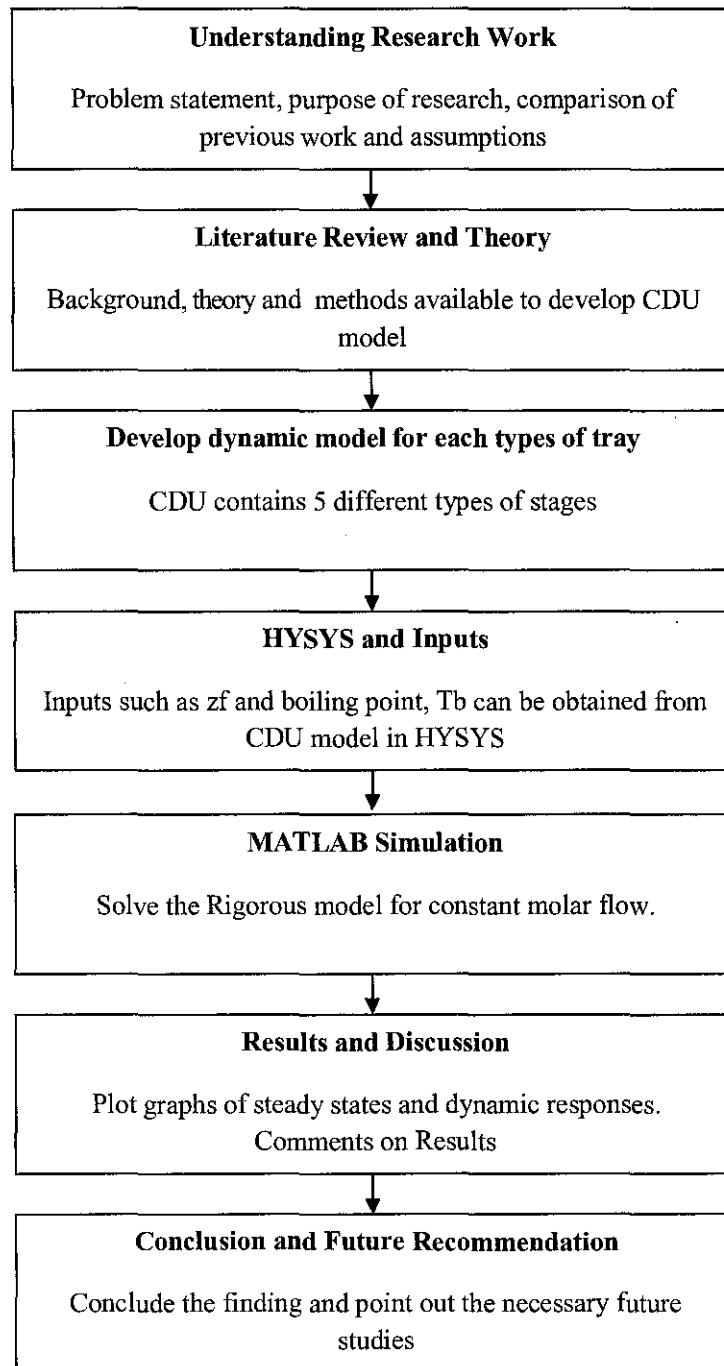 Understanding Research Work
Problem statement, purpose of research, comparison of
previous work and assumptions
Literature Review and Theory
Background, theory and methods available to develop CDU
model
Develop dynamic model for each types of tray
CDU contains 5 different types of stages
HYSYS and Inputs
Inputs such as zf and boiling point, Tb can be obtained from
CDU model in HYSYS
MATLAB Simulation
Solve the Rigorous model for constant molar flow.
Results and Discussion
Plot graphs of steady states and dynamic responses.
Comments on Results
Conclusion and Future Recommendation
Conclude the finding and point out the necessary future
studies